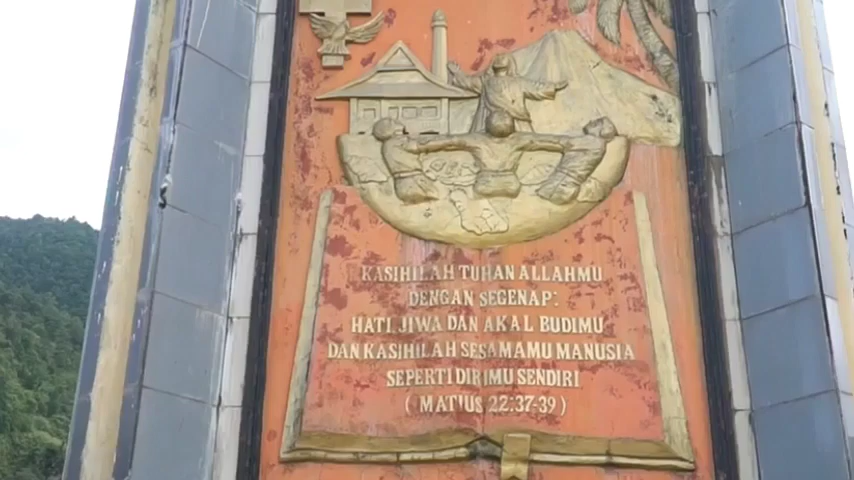 KASIHILAH TUHAN ALLAHMU
DENGAN SEGENAP:
HATI, JIWA DAN AKAL BUDIMU
DAN KASIHILAH SESAMAMU MANUSIA
SEPERTI DIRIMU SENDIRI
(MATIUS 22:37-39)